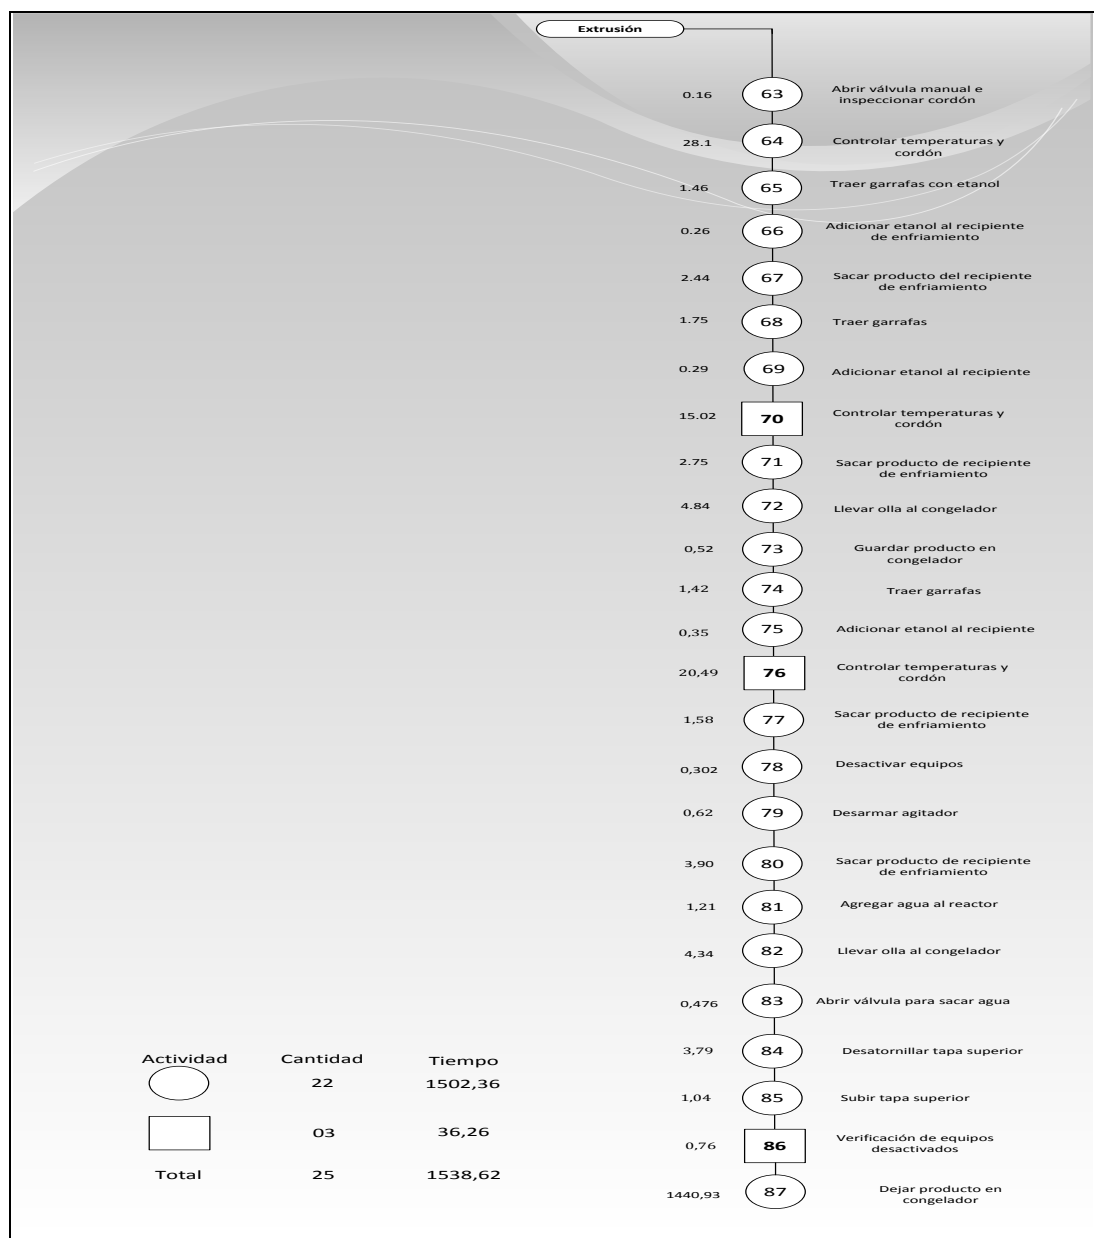 Extrusión
0.16 63 Abrir válvula manual e
inspeccionar cordón
28.1 64 Controlar temperaturas y
cordón
1.46 65 Traer garrafas con etanol
0.26 66 Adicionar etanol al recipiente
de enfriamiento
2.44 67 Sacar producto del recipiente
de enfriamiento
1.75 68 Traer garrafas
0.29 69 Adicionar etanol al recipiente
15.02 70 Controlar temperaturas y
cordón
2.75 71 Sacar producto de recipiente
de enfriamiento
4.84 72 Llevar olla al congelador
0,52 73 Guardar producto en
congelador
1,42 74 Traer garrafas
0,35 75 Adicionar etanol al recipiente
20,49 76 Controlar temperaturas y
cordón
1,58 77 Sacar producto de recipiente
de enfriamiento
0,302 78 Desactivar equipos
0,62 79 Desarmar agitador
3,90 80 Sacar producto de recipiente
de enfriamiento
1,21 81 Agregar agua al reactor
4,34 82 Llevar olla al congelador
0,476 83 Abrir válvula para sacar agua
3,79 84 Desatornillar tapa superior
1,04 85 Subir tapa superior
0,76 86 Verificación de equipos
desactivados
1440,93 87 Dejar producto en
congelador
Actividad Cantidad Tiempo
22 1502,36
03 36,26
Total 25 1538,62